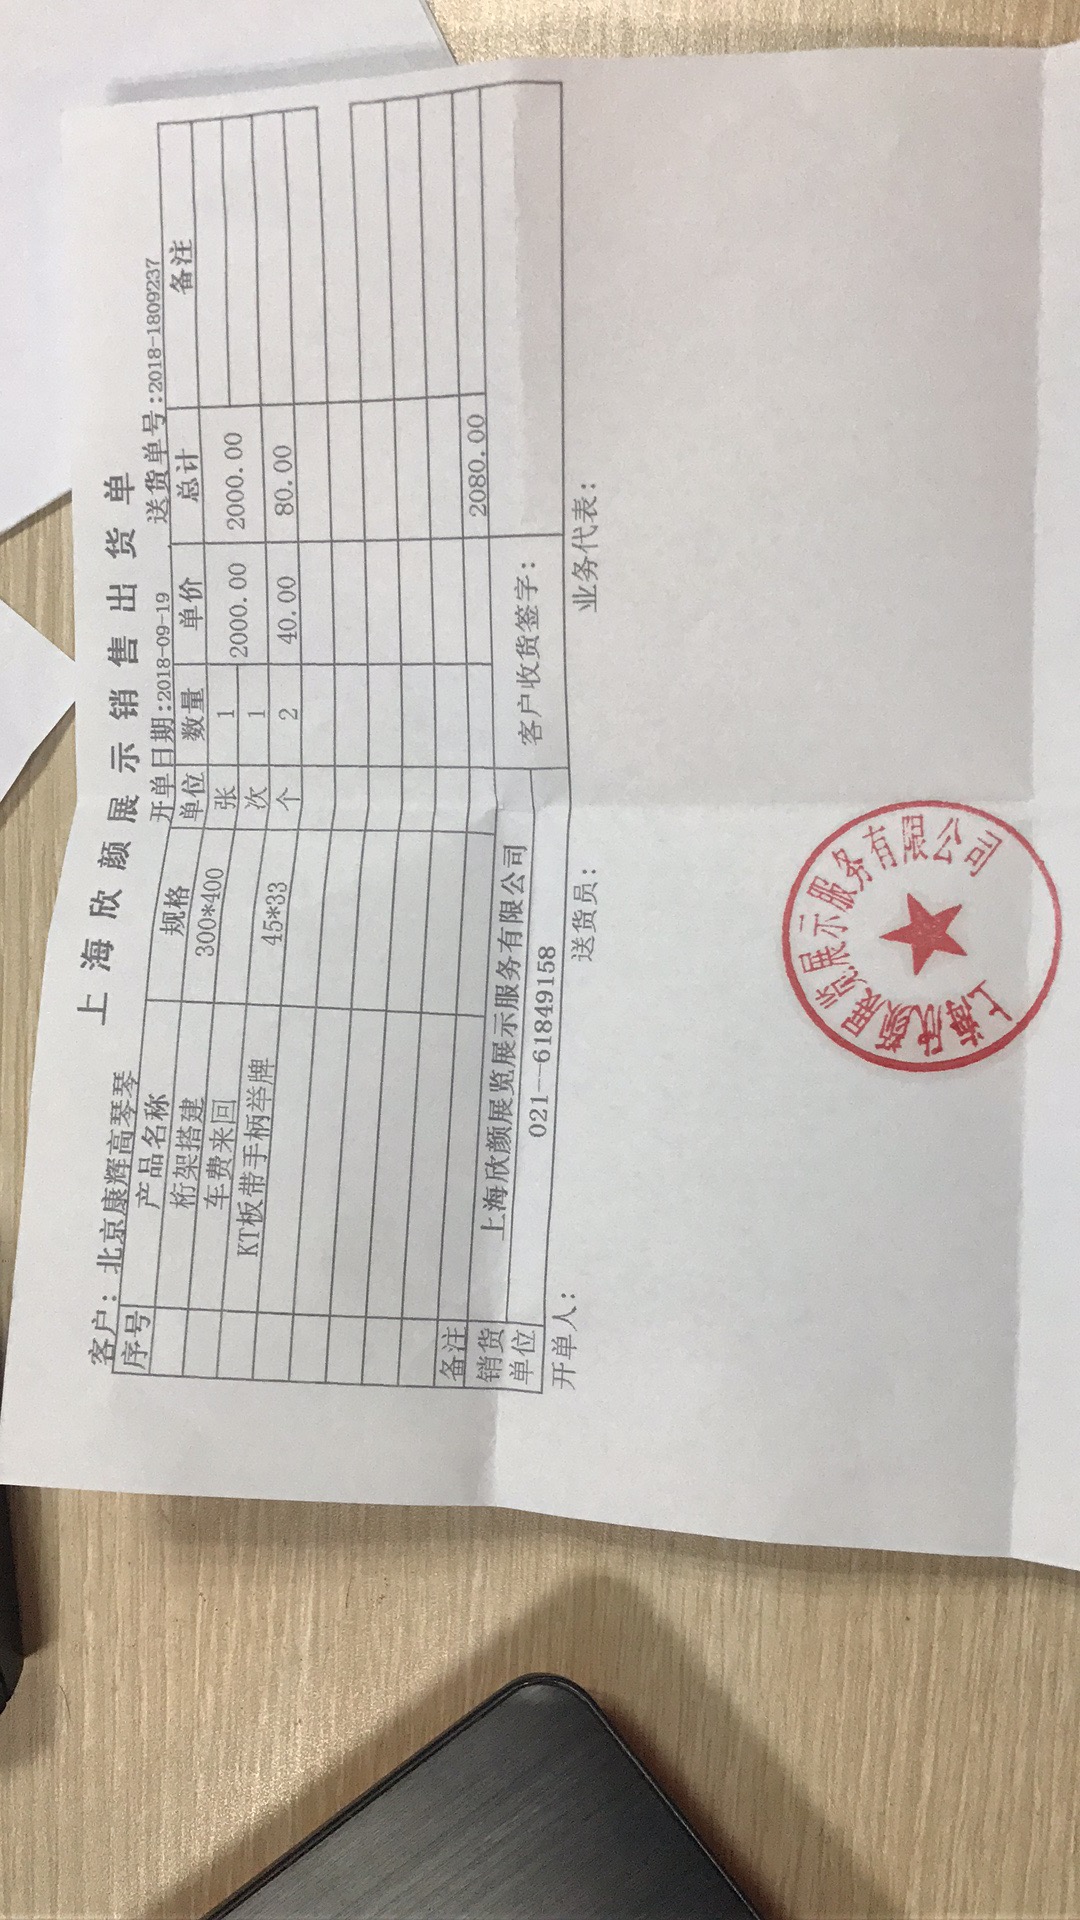 上海欣颜展示销售出货单
客户: 北京康辉高琴琴 开单日期:2018-09-19 送货单号:2018-1809237
序号 产品名称 规格 单位 数量 单价 总计 备注
桁架搭建 300*400 张 1 2000.00 2000.00
车费来回 次 1
KT板带手柄举牌 45*33 个 2 40.00 80.00
备注 2080.00
销货单位 上海欣颜展览展示服务有限公司 客户收货签字:
021--61849158
开单人: 送货员: 业务代表:
展示服务有限公司